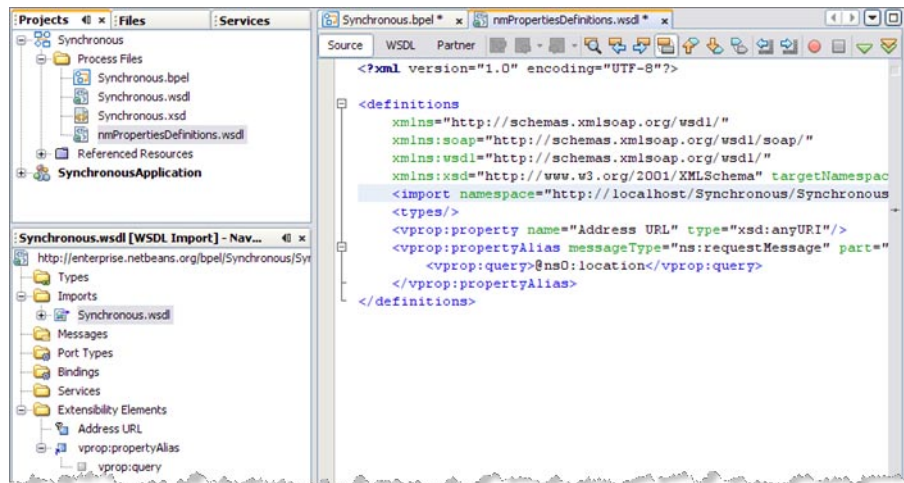 Projects
Files
Services
Synchronous
Process Files
Synchronous.bpel
Synchronous.wsdl
Synchronous.xsd
nmPropertiesDefinitions.wsdl
Referenced Resources
SynchronousApplication
Synchronous.wsdl [WSDL Import] - Nav...
http://enterprise.netbeans.org/bpel/Synchronous/Syr
Types
Imports
Synchronous.wsdl
Messages
Port Types
Bindings
Services
Extensibility Elements
Address URL
vprop:propertyAlias
vprop:query
Synchronous.bpel * x
nmPropertiesDefinitions.wsdl * x
Source WSDL Partner
<?xml version="1.0" encoding="UTF-8"?>
<definitions
xmlns="http://schemas.xmlsoap.org/wsdl/"
xmlns:soap="http://schemas.xmlsoap.org/wsdl/soap/"
xmlns:wsdl="http://schemas.xmlsoap.org/wsdl/"
xmlns:xsd="http://www.w3.org/2001/XMLSchema" targetNamespac
<import namespace="http://localhost/Synchronous/Synchronous
<types/>
<vprop:property name="Address URL" type="xsd:anyURI"/>
<vprop:propertyAlias messageType="ns:requestMessage" part="
<vprop:query>@ns0:location</vprop:query>
</vprop:propertyAlias>
</definitions>